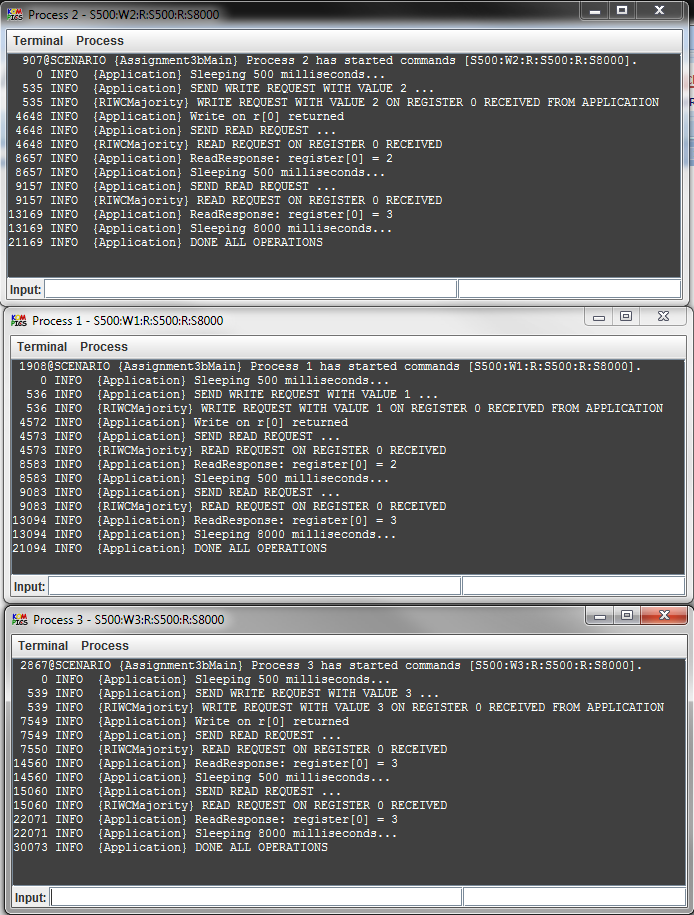 Process 2 - S500:W2:R:S500:R:S8000
Terminal Process
907@SCENARIO {Assignment3bMain} Process 2 has started commands [S500:W2:R:S500:R:S8000].
0 INFO {Application} Sleeping 500 milliseconds...
535 INFO {Application} SEND WRITE REQUEST WITH VALUE 2 ...
535 INFO {RIWCMajority} WRITE REQUEST WITH VALUE 2 ON REGISTER 0 RECEIVED FROM APPLICATION
4648 INFO {Application} Write on r[0] returned
4648 INFO {Application} SEND READ REQUEST ...
4648 INFO {RIWCMajority} READ REQUEST ON REGISTER 0 RECEIVED
8657 INFO {Application} ReadResponse: register[0] = 2
8657 INFO {Application} Sleeping 500 milliseconds...
9157 INFO {Application} SEND READ REQUEST ...
9157 INFO {RIWCMajority} READ REQUEST ON REGISTER 0 RECEIVED
13169 INFO {Application} ReadResponse: register[0] = 3
13169 INFO {Application} Sleeping 8000 milliseconds...
21169 INFO {Application} DONE ALL OPERATIONS
Input:
Process 1 - S500:W1:R:S500:R:S8000
Terminal Process
1908@SCENARIO {Assignment3bMain} Process 1 has started commands [S500:W1:R:S500:R:S8000].
0 INFO {Application} Sleeping 500 milliseconds...
536 INFO {Application} SEND WRITE REQUEST WITH VALUE 1 ...
536 INFO {RIWCMajority} WRITE REQUEST WITH VALUE 1 ON REGISTER 0 RECEIVED FROM APPLICATION
4572 INFO {Application} Write on r[0] returned
4573 INFO {Application} SEND READ REQUEST ...
4573 INFO {RIWCMajority} READ REQUEST ON REGISTER 0 RECEIVED
8583 INFO {Application} ReadResponse: register[0] = 2
8583 INFO {Application} Sleeping 500 milliseconds...
9083 INFO {Application} SEND READ REQUEST ...
9083 INFO {RIWCMajority} READ REQUEST ON REGISTER 0 RECEIVED
13094 INFO {Application} ReadResponse: register[0] = 3
13094 INFO {Application} Sleeping 8000 milliseconds...
21094 INFO {Application} DONE ALL OPERATIONS
Input:
Process 3 - S500:W3:R:S500:R:S8000
Terminal Process
2867@SCENARIO {Assignment3bMain} Process 3 has started commands [S500:W3:R:S500:R:S8000].
0 INFO {Application} Sleeping 500 milliseconds...
539 INFO {Application} SEND WRITE REQUEST WITH VALUE 3 ...
539 INFO {RIWCMajority} WRITE REQUEST WITH VALUE 3 ON REGISTER 0 RECEIVED FROM APPLICATION
7549 INFO {Application} Write on r[0] returned
7549 INFO {Application} SEND READ REQUEST ...
7550 INFO {RIWCMajority} READ REQUEST ON REGISTER 0 RECEIVED
14560 INFO {Application} ReadResponse: register[0] = 3
14560 INFO {Application} Sleeping 500 milliseconds...
15060 INFO {Application} SEND READ REQUEST ...
15060 INFO {RIWCMajority} READ REQUEST ON REGISTER 0 RECEIVED
22071 INFO {Application} ReadResponse: register[0] = 3
22071 INFO {Application} Sleeping 8000 milliseconds...
30073 INFO {Application} DONE ALL OPERATIONS
Input: